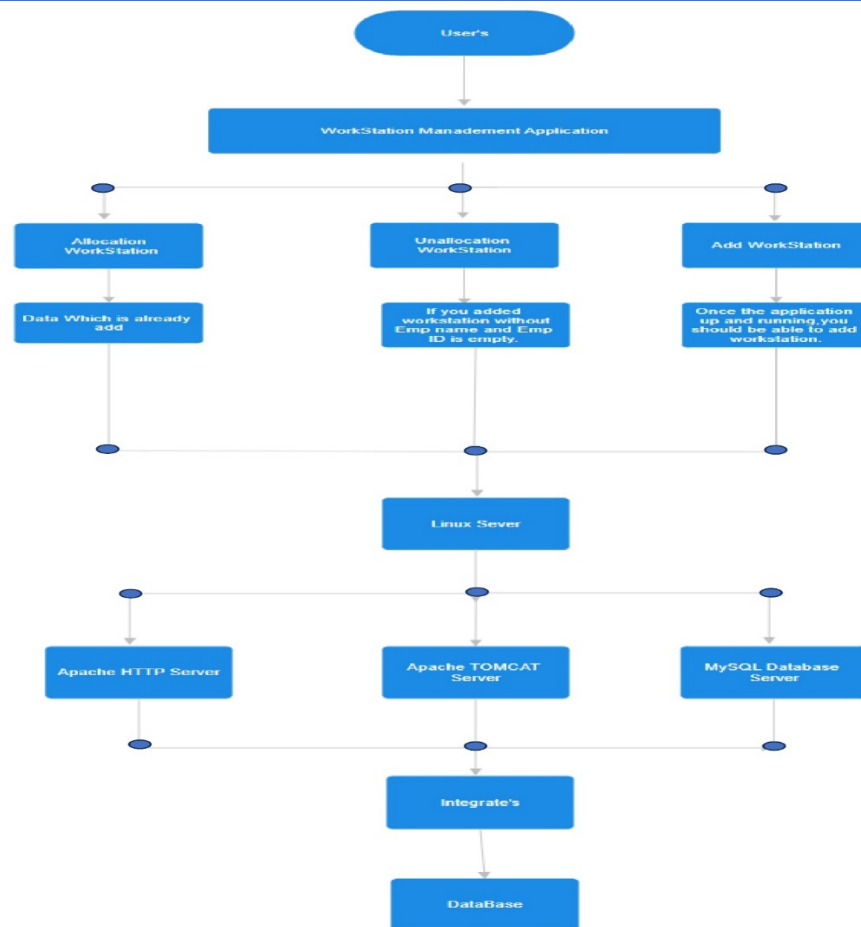 User's
WorkStation Manadement Application
Allocation
WorkStation
Unallocation
WorkStation
Add WorkStation
Data Which is already
add
If you added
workstation without
Emp name and Emp
ID is empty.
Once the application
up and running,you
should be able to add
workstation.
Linux Sever
Apache HTTP Server
Apache TOMCAT
Server
MySQL Database
Server
Integrate's
DataBase